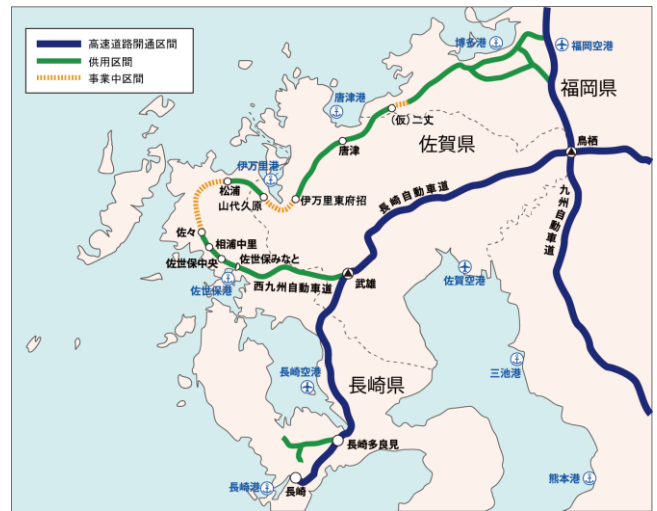 高速道路開通区間
供用区間
事業中区間
博多港
福岡空港
福岡県
唐津港
(仮)二丈
唐津
佐賀県
鳥栖
伊万里港
松浦
山代久原
伊万里東府招
長崎自動車道
九州自動車道
佐々
相浦中里
佐世保みなと
佐世保中央
佐世保港
西九州自動車道
武雄
佐賀空港
長崎空港
長崎県
三池港
長崎多良見
長崎港
長崎
熊本港